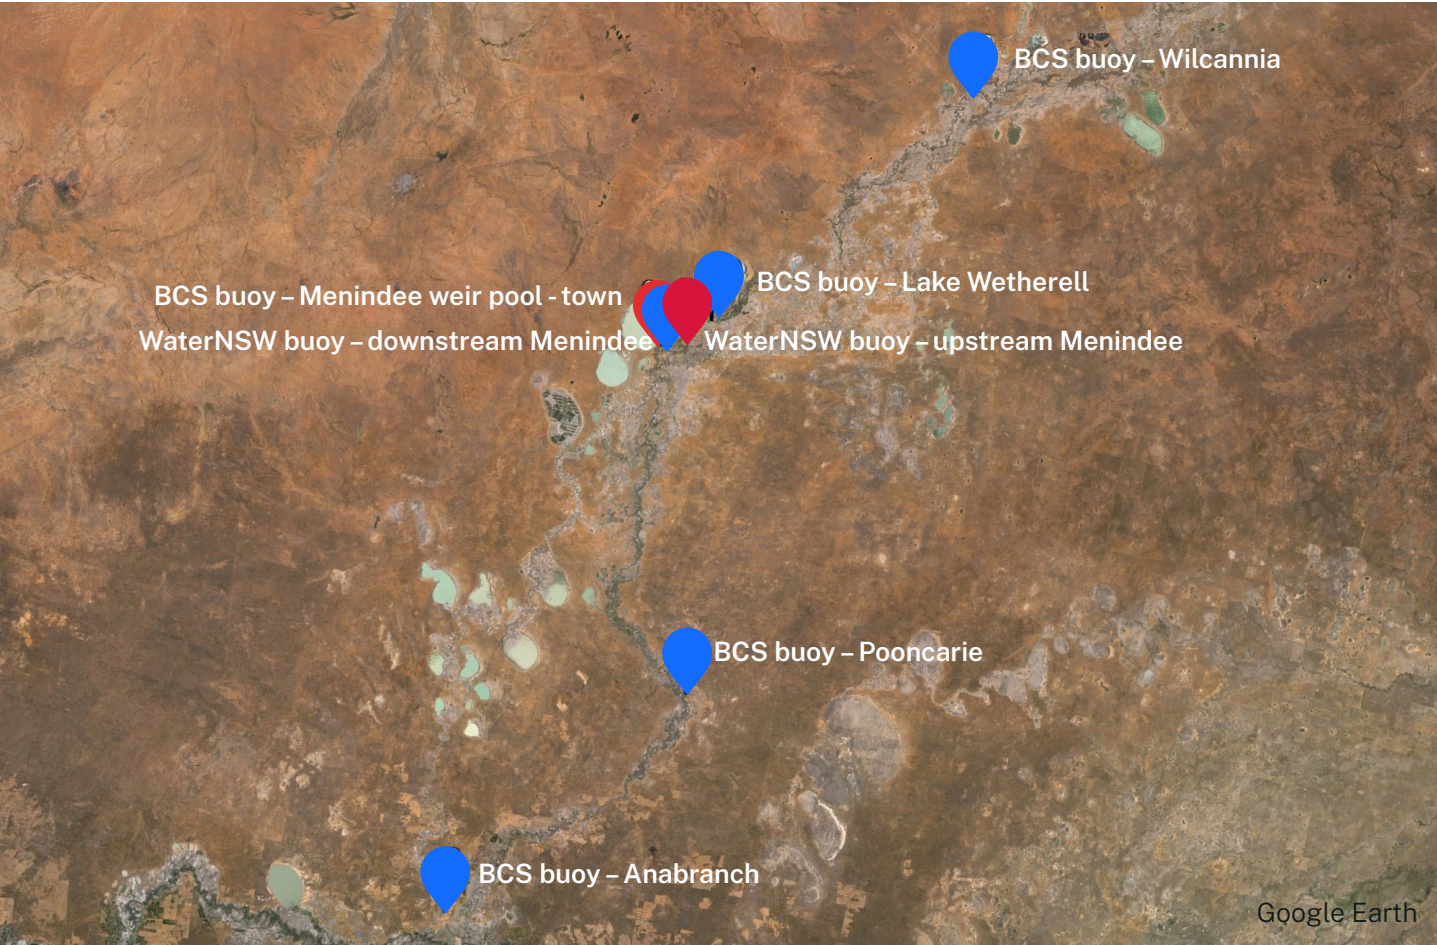 BCS buoy – Wilcannia
BCS buoy – Lake Wetherell
BCS buoy – Menindee weir pool - town
WaterNSW buoy – downstream Menindee
WaterNSW buoy – upstream Menindee
BCS buoy – Pooncarie
BCS buoy – Anabranch
Google Earth